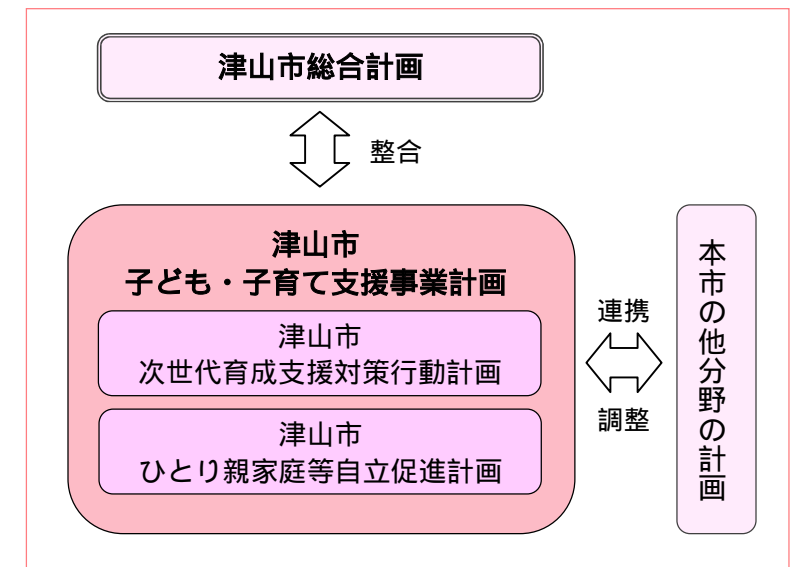 津山市総合計画
整合
津山市
子ども・子育て支援事業計画
津山市
次世代育成支援対策行動計画
津山市
ひとり親家庭等自立促進計画
連携
調整
本市の他分野の計画